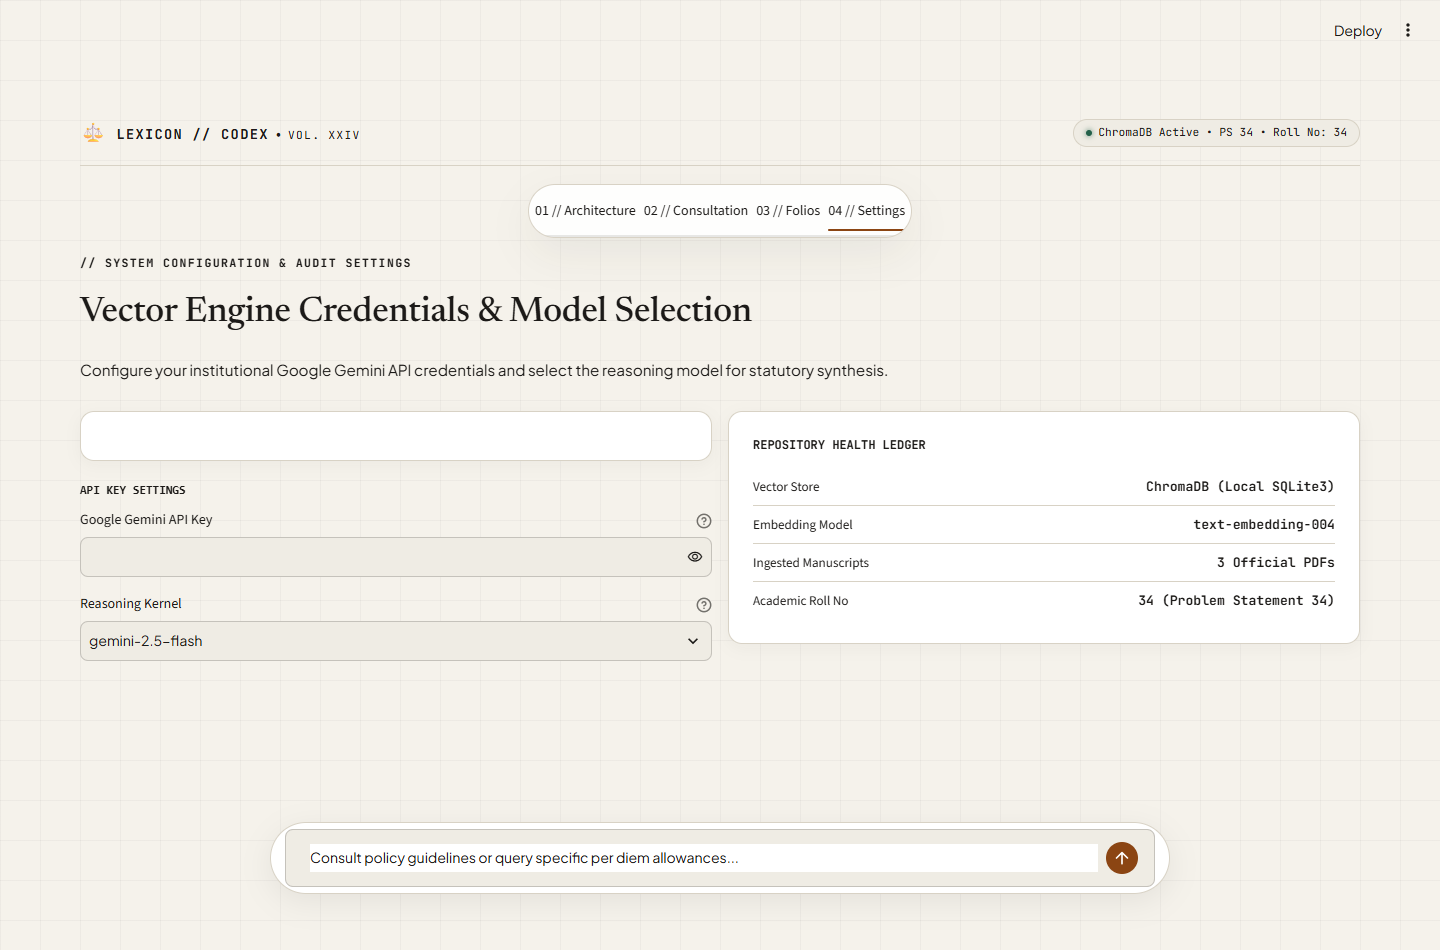 Deploy
LEXICON // CODEX • VOL. XXIV
ChromaDB Active • PS 34 • Roll No: 34
01 // Architecture 02 // Consultation 03 // Folios 04 // Settings
// SYSTEM CONFIGURATION & AUDIT SETTINGS
Vector Engine Credentials & Model Selection
Configure your institutional Google Gemini API credentials and select the reasoning model for statutory synthesis.
API KEY SETTINGS
Google Gemini API Key
Reasoning Kernel
gemini-2.5-flash
REPOSITORY HEALTH LEDGER
Vector Store ChromaDB (Local SQLite3)
Embedding Model text-embedding-004
Ingested Manuscripts 3 Official PDFs
Academic Roll No 34 (Problem Statement 34)
Consult policy guidelines or query specific per diem allowances...